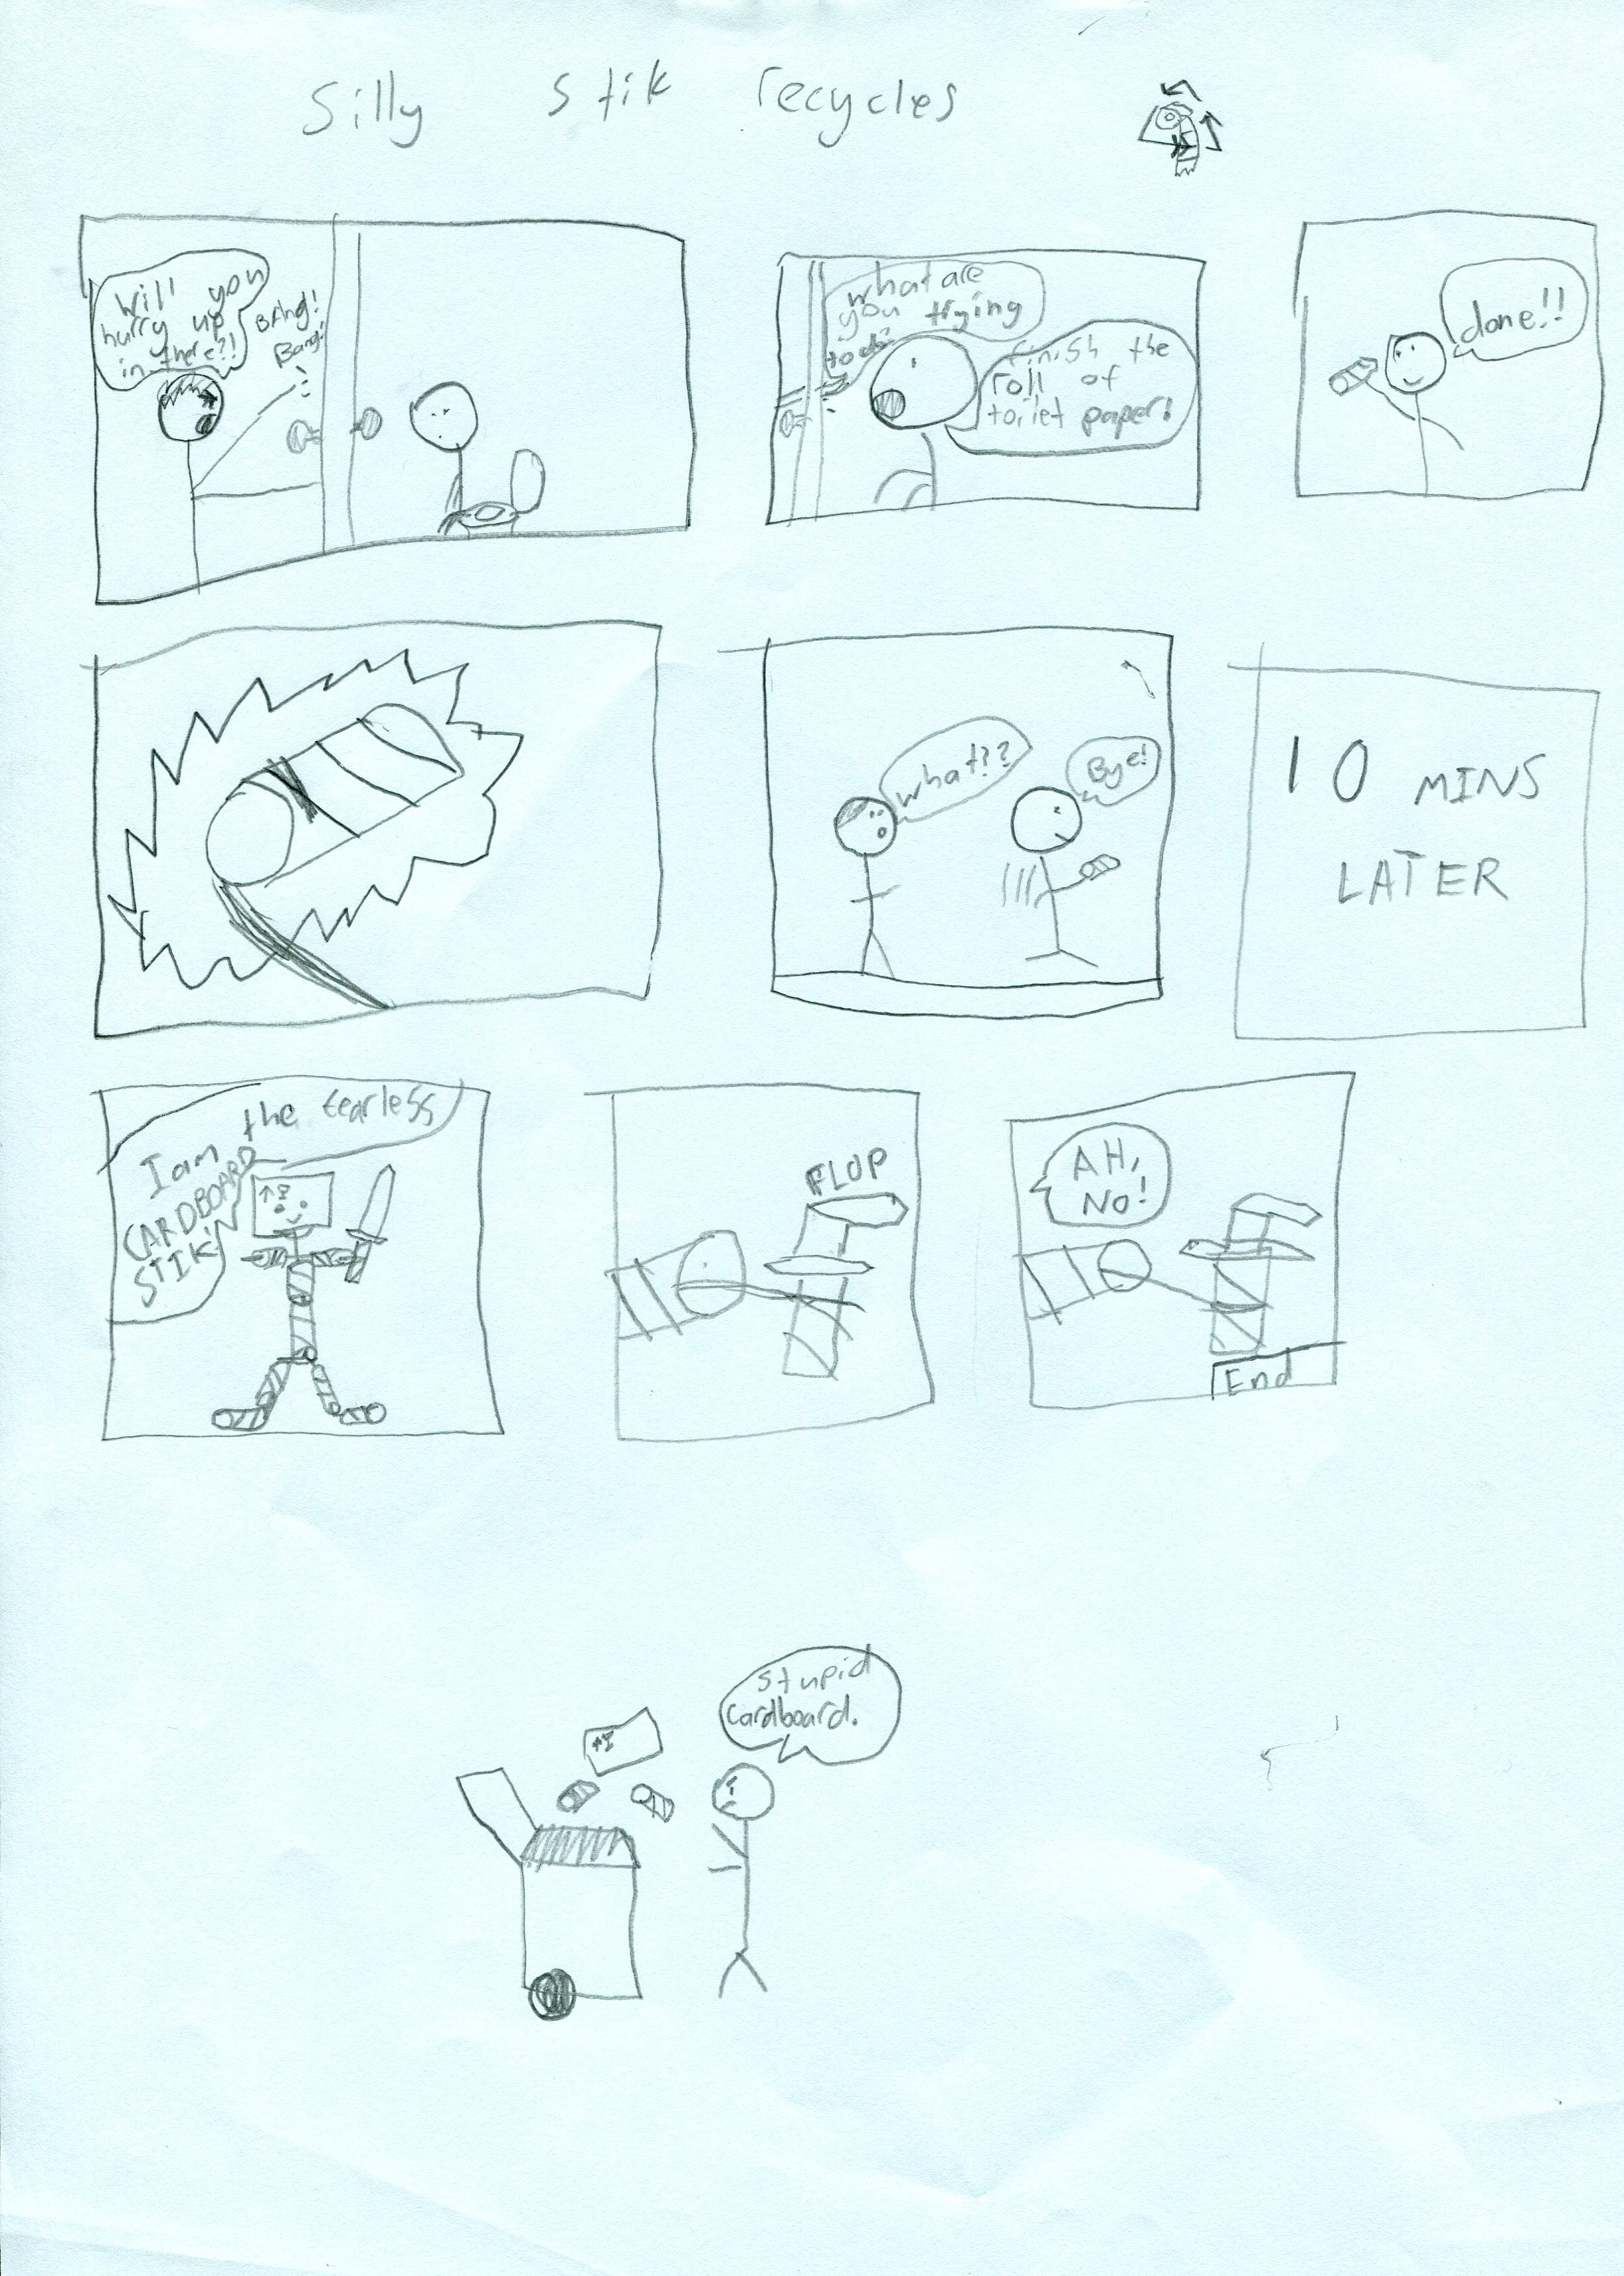 Silly stik recycles
Will you
hurry up
in there?!
BANg!
Bang!
what are
you trying
to do?
finish the
roll of
toilet paper!
done!!
what??
Bye!
10 MINS
LATER
I am the fearless
CARDBOARD
STIK!
FLOP
AH,
NO!
End
stupid
cardboard.